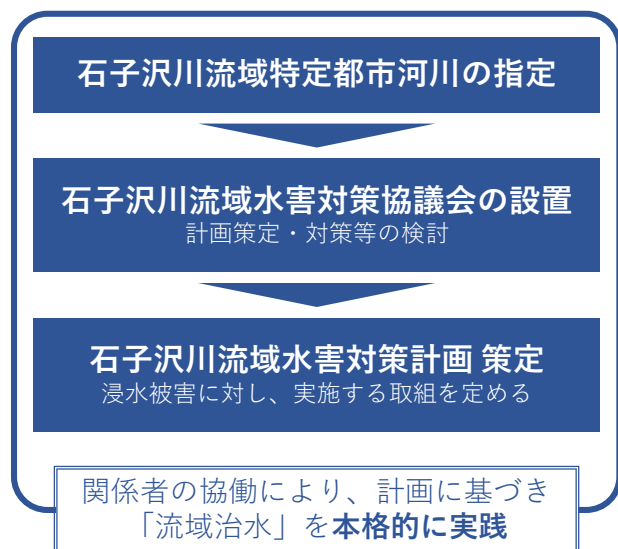 石子沢川流域特定都市河川の指定
石子沢川流域水害対策協議会の設置
計画策定・対策等の検討
石子沢川流域水害対策計画 策定
浸水被害に対し、実施する取組を定める
関係者の協働により、計画に基づき
「流域治水」を本格的に実践